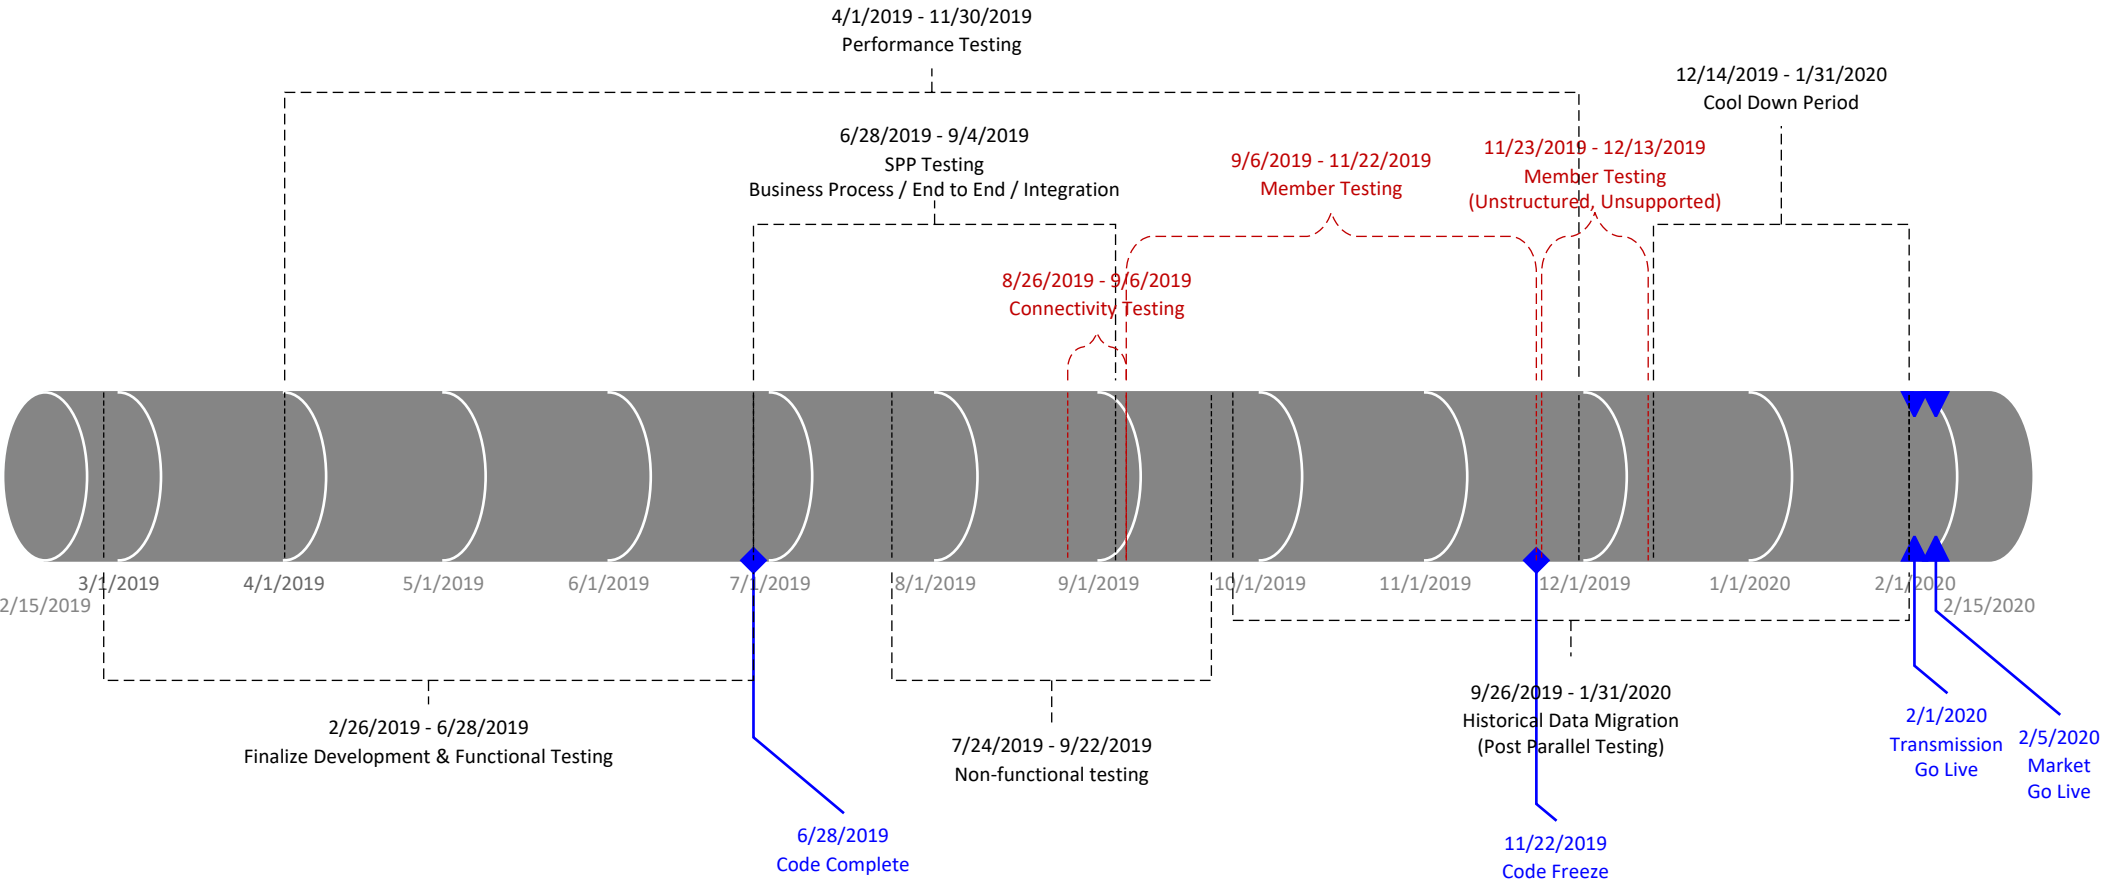 4/1/2019 - 11/30/2019
Performance Testing
12/14/2019 - 1/31/2020
Cool Down Period
6/28/2019 - 9/4/2019
SPP Testing
Business Process / End to End / Integration
9/6/2019 - 11/22/2019
Member Testing
11/23/2019 - 12/13/2019
Member Testing
(Unstructured, Unsupported)
8/26/2019 - 9/6/2019
Connectivity Testing
2/15/2019
3/1/2019
4/1/2019
5/1/2019
6/1/2019
7/1/2019
8/1/2019
9/1/2019
10/1/2019
11/1/2019
12/1/2019
1/1/2020
2/1/2020
2/15/2020
2/26/2019 - 6/28/2019
Finalize Development & Functional Testing
7/24/2019 - 9/22/2019
Non-functional testing
9/26/2019 - 1/31/2020
Historical Data Migration
(Post Parallel Testing)
2/1/2020
Transmission
Go Live
2/5/2020
Market
Go Live
6/28/2019
Code Complete
11/22/2019
Code Freeze